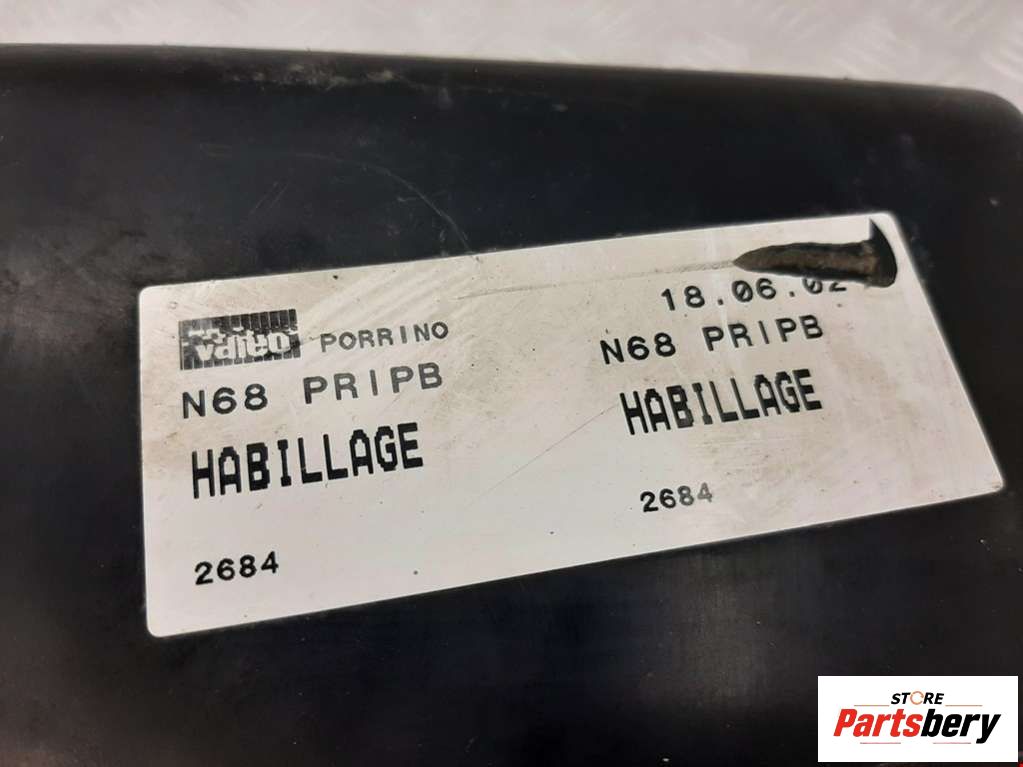 valeo PORRINO
N68 PRIPB
HABILLAGE
2684
18.06.02
N68 PRIPB
HABILLAGE
2684
STORE
Partsbery